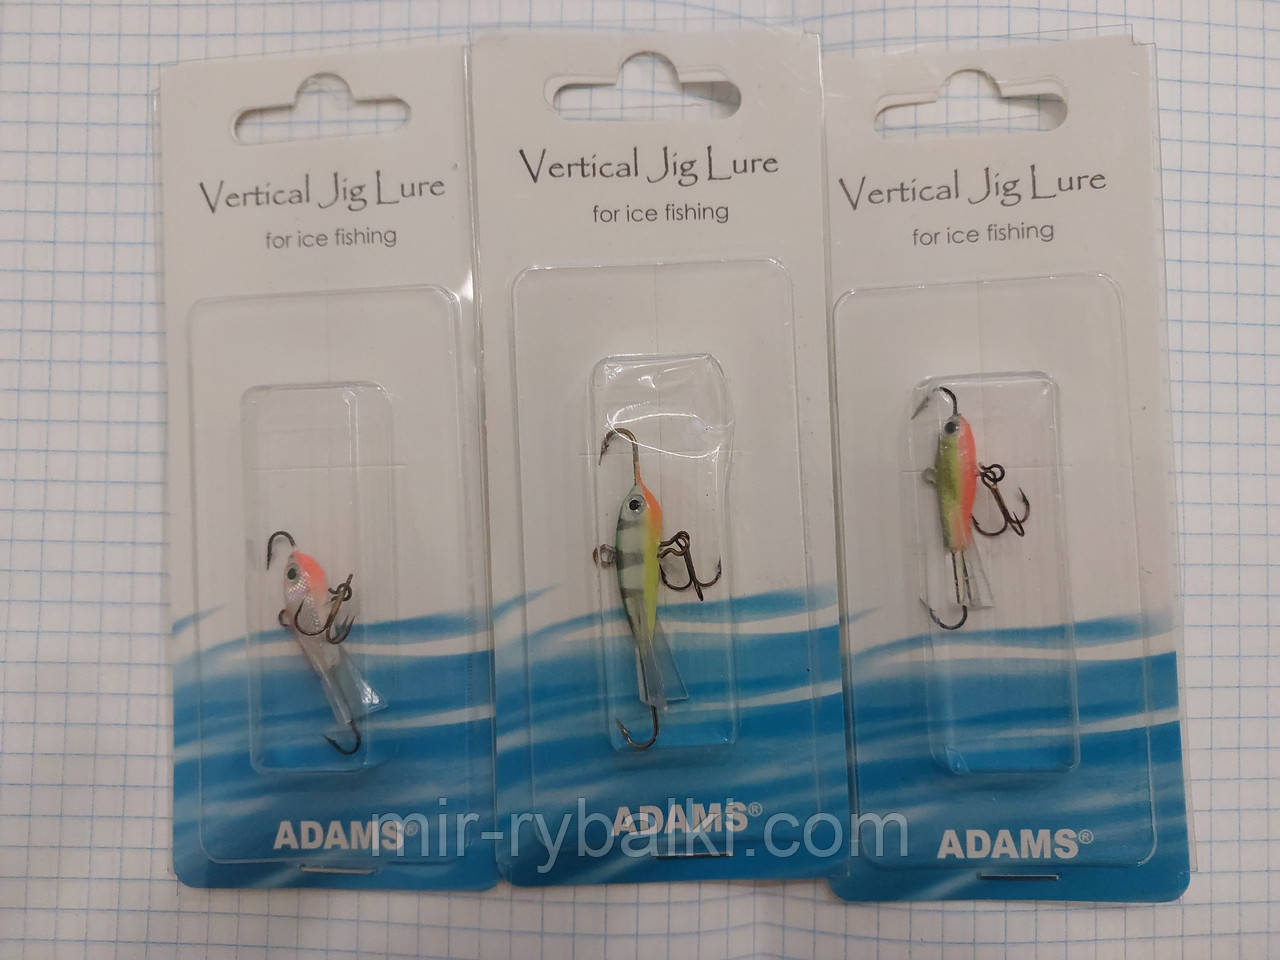 Vertical Jig Lure
for ice fishing
ADAMS®
Vertical Jig Lure
for ice fishing
ADAMS®
Vertical Jig Lure
for ice fishing
ADAMS®
mir-rybalki.com